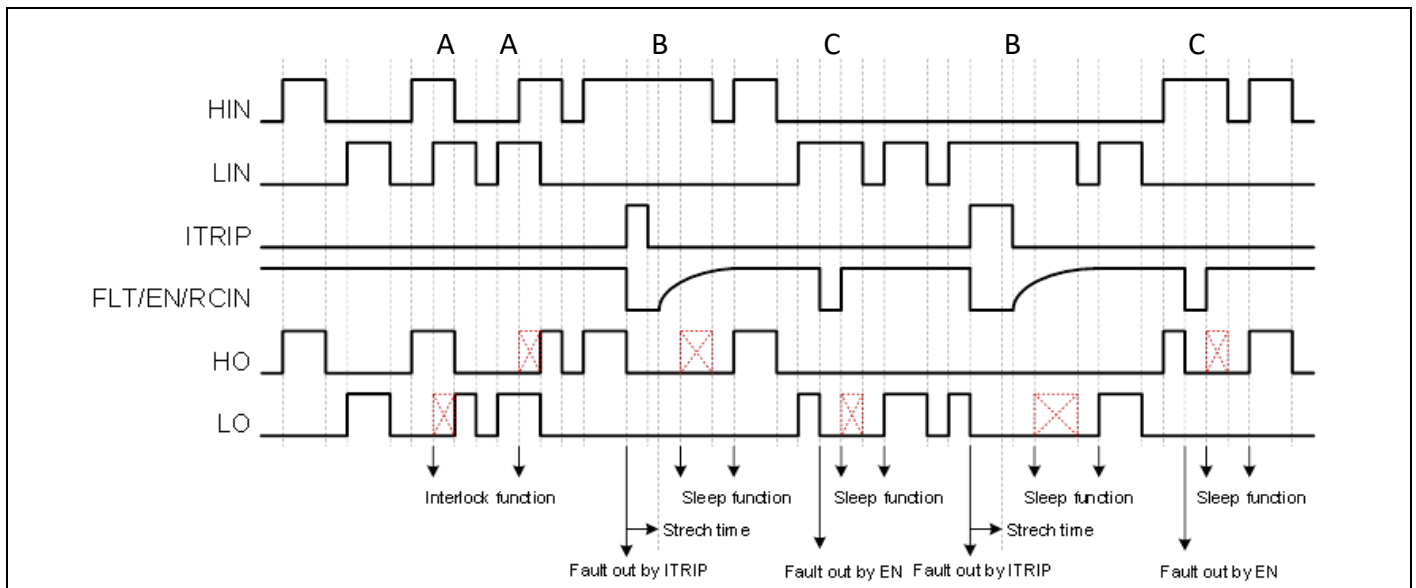 A A B C B C
HIN
LIN
ITRIP
FLT/EN/RCIN
HO
LO
Interlock function Sleep function Sleep function Sleep function Sleep function
Strech time Strech time
Fault out by ITRIP Fault out by EN Fault out by ITRIP Fault out by EN